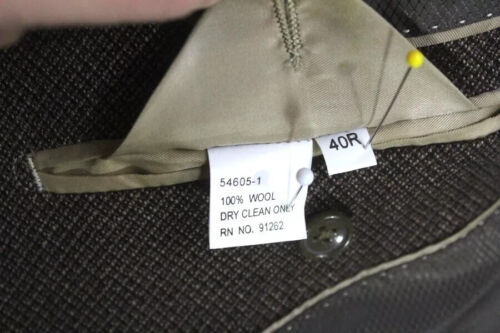 40R
54605-1
100% WOOL
DRY CLEAN ONLY
RN NO. 91262